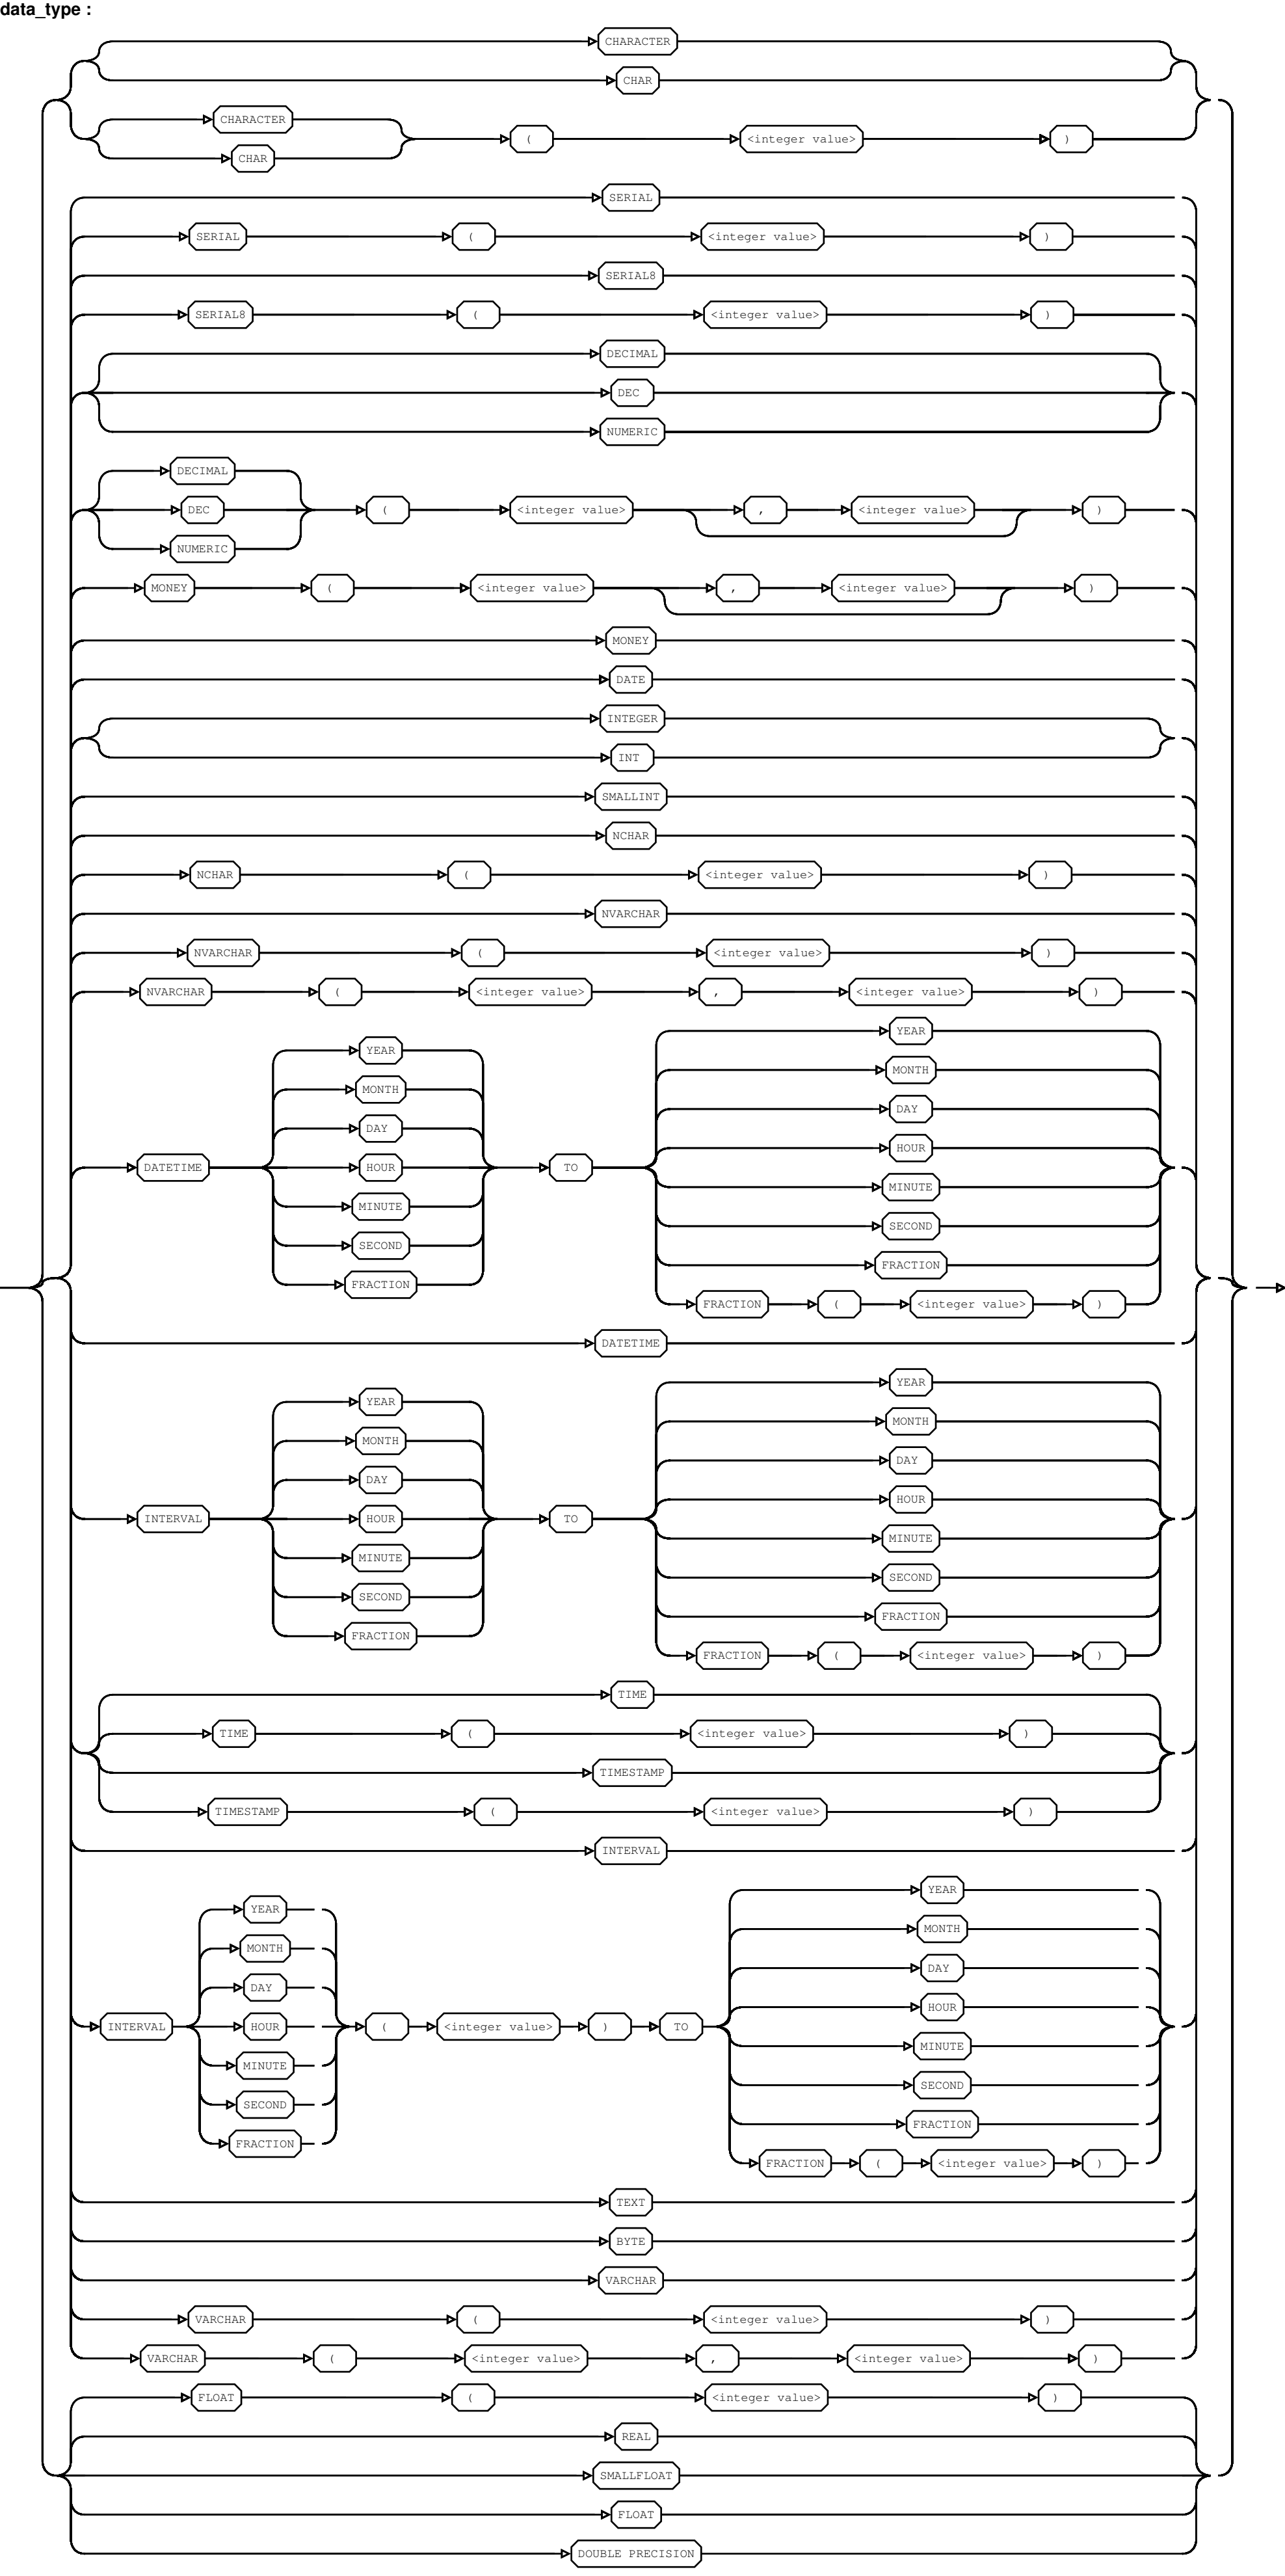 data_type :
CHARACTER
CHAR
CHARACTER
( <integer value> )
CHAR
SERIAL
SERIAL ( <integer value> )
SERIAL8
SERIAL8 ( <integer value> )
DECIMAL
DEC
NUMERIC
DECIMAL
DEC ( <integer value> , <integer value> )
NUMERIC
MONEY ( <integer value> , <integer value> )
MONEY
DATE
INTEGER
INT
SMALLINT
NCHAR
NCHAR ( <integer value> )
NVARCHAR
NVARCHAR ( <integer value> )
NVARCHAR ( <integer value> , <integer value> )
YEAR
YEAR
MONTH
MONTH
DAY
DAY
HOUR
DATETIME HOUR TO
MINUTE
MINUTE
SECOND
SECOND
FRACTION
FRACTION
FRACTION ( <integer value> )
DATETIME
YEAR
YEAR
MONTH
MONTH
DAY
DAY
HOUR
INTERVAL HOUR TO
MINUTE
MINUTE
SECOND
SECOND
FRACTION
FRACTION
FRACTION ( <integer value> )
TIME
TIME ( <integer value> )
TIMESTAMP
TIMESTAMP ( <integer value> )
INTERVAL
YEAR
YEAR
MONTH
MONTH
DAY
DAY
HOUR
INTERVAL HOUR ( <integer value> ) TO
MINUTE
MINUTE
SECOND
SECOND
FRACTION
FRACTION
FRACTION ( <integer value> )
TEXT
BYTE
VARCHAR
VARCHAR ( <integer value> )
VARCHAR ( <integer value> , <integer value> )
FLOAT ( <integer value> )
REAL
SMALLFLOAT
FLOAT
DOUBLE PRECISION